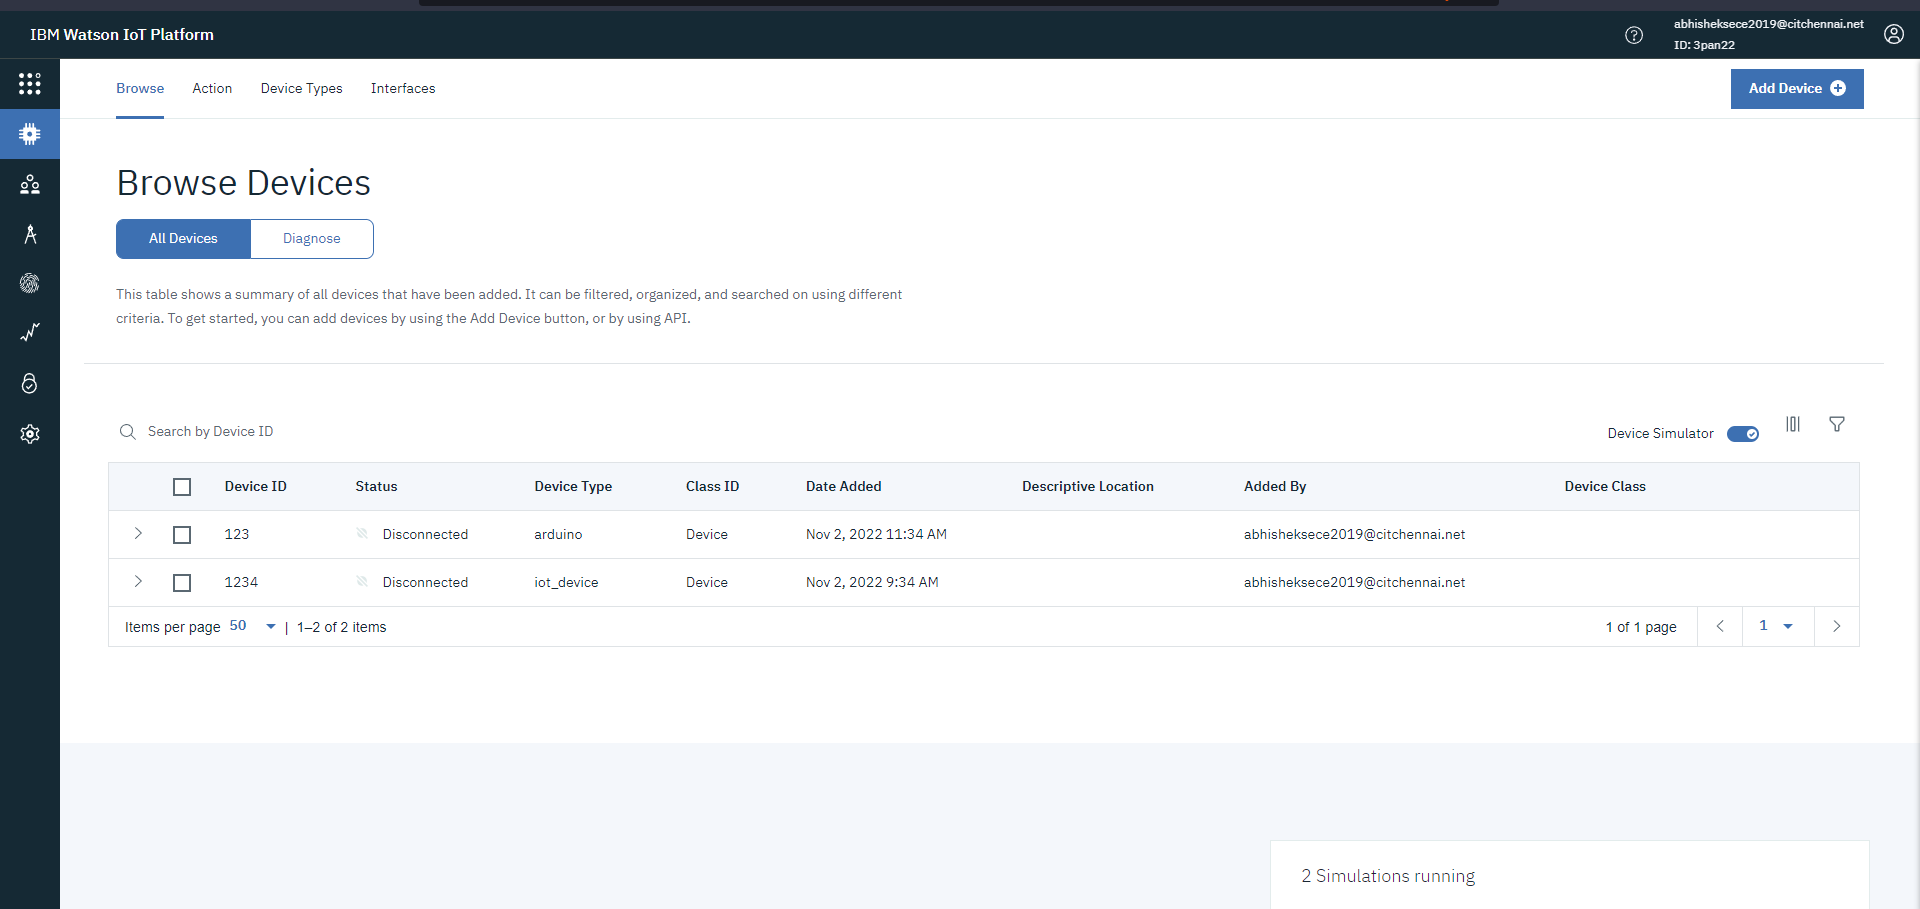 IBM Watson IoT Platform
abhisheksece2019@citchennai.net
ID: 3pan22
Browse Action Device Types Interfaces
Add Device
Browse Devices
All Devices Diagnose
This table shows a summary of all devices that have been added. It can be filtered, organized, and searched on using different
criteria. To get started, you can add devices by using the Add Device button, or by using API.
Search by Device ID
Device Simulator
Device ID Status Device Type Class ID Date Added Descriptive Location Added By Device Class
123 Disconnected arduino Device Nov 2, 2022 11:34 AM abhisheksece2019@citchennai.net
1234 Disconnected iot_device Device Nov 2, 2022 9:34 AM abhisheksece2019@citchennai.net
Items per page 50 | 1–2 of 2 items 1 of 1 page 1
2 Simulations running